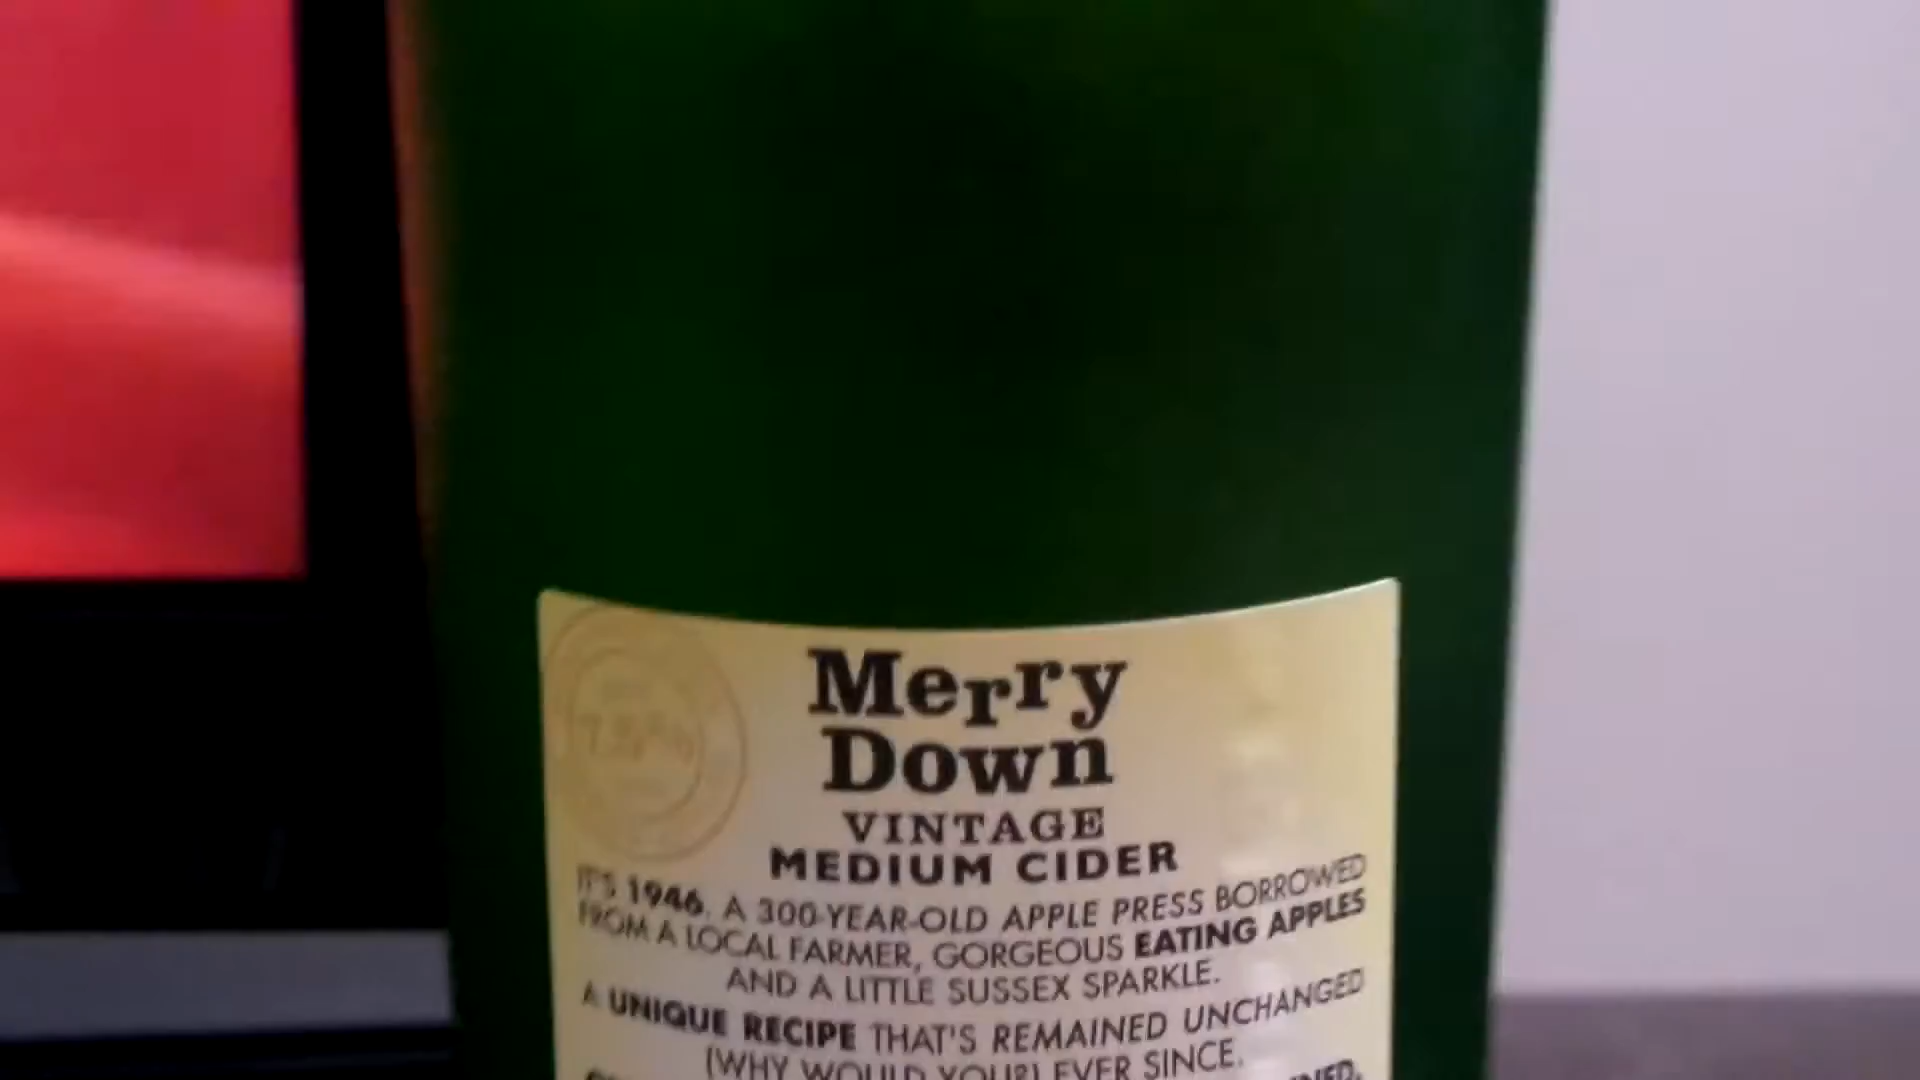 Merry
Down
VINTAGE
MEDIUM CIDER
IT'S 1946. A 300-YEAR-OLD APPLE PRESS BORROWED
FROM A LOCAL FARMER, GORGEOUS EATING APPLES
AND A LITTLE SUSSEX SPARKLE.
A UNIQUE RECIPE THAT'S REMAINED UNCHANGED
(WHY WOULD YOU?) EVER SINCE.